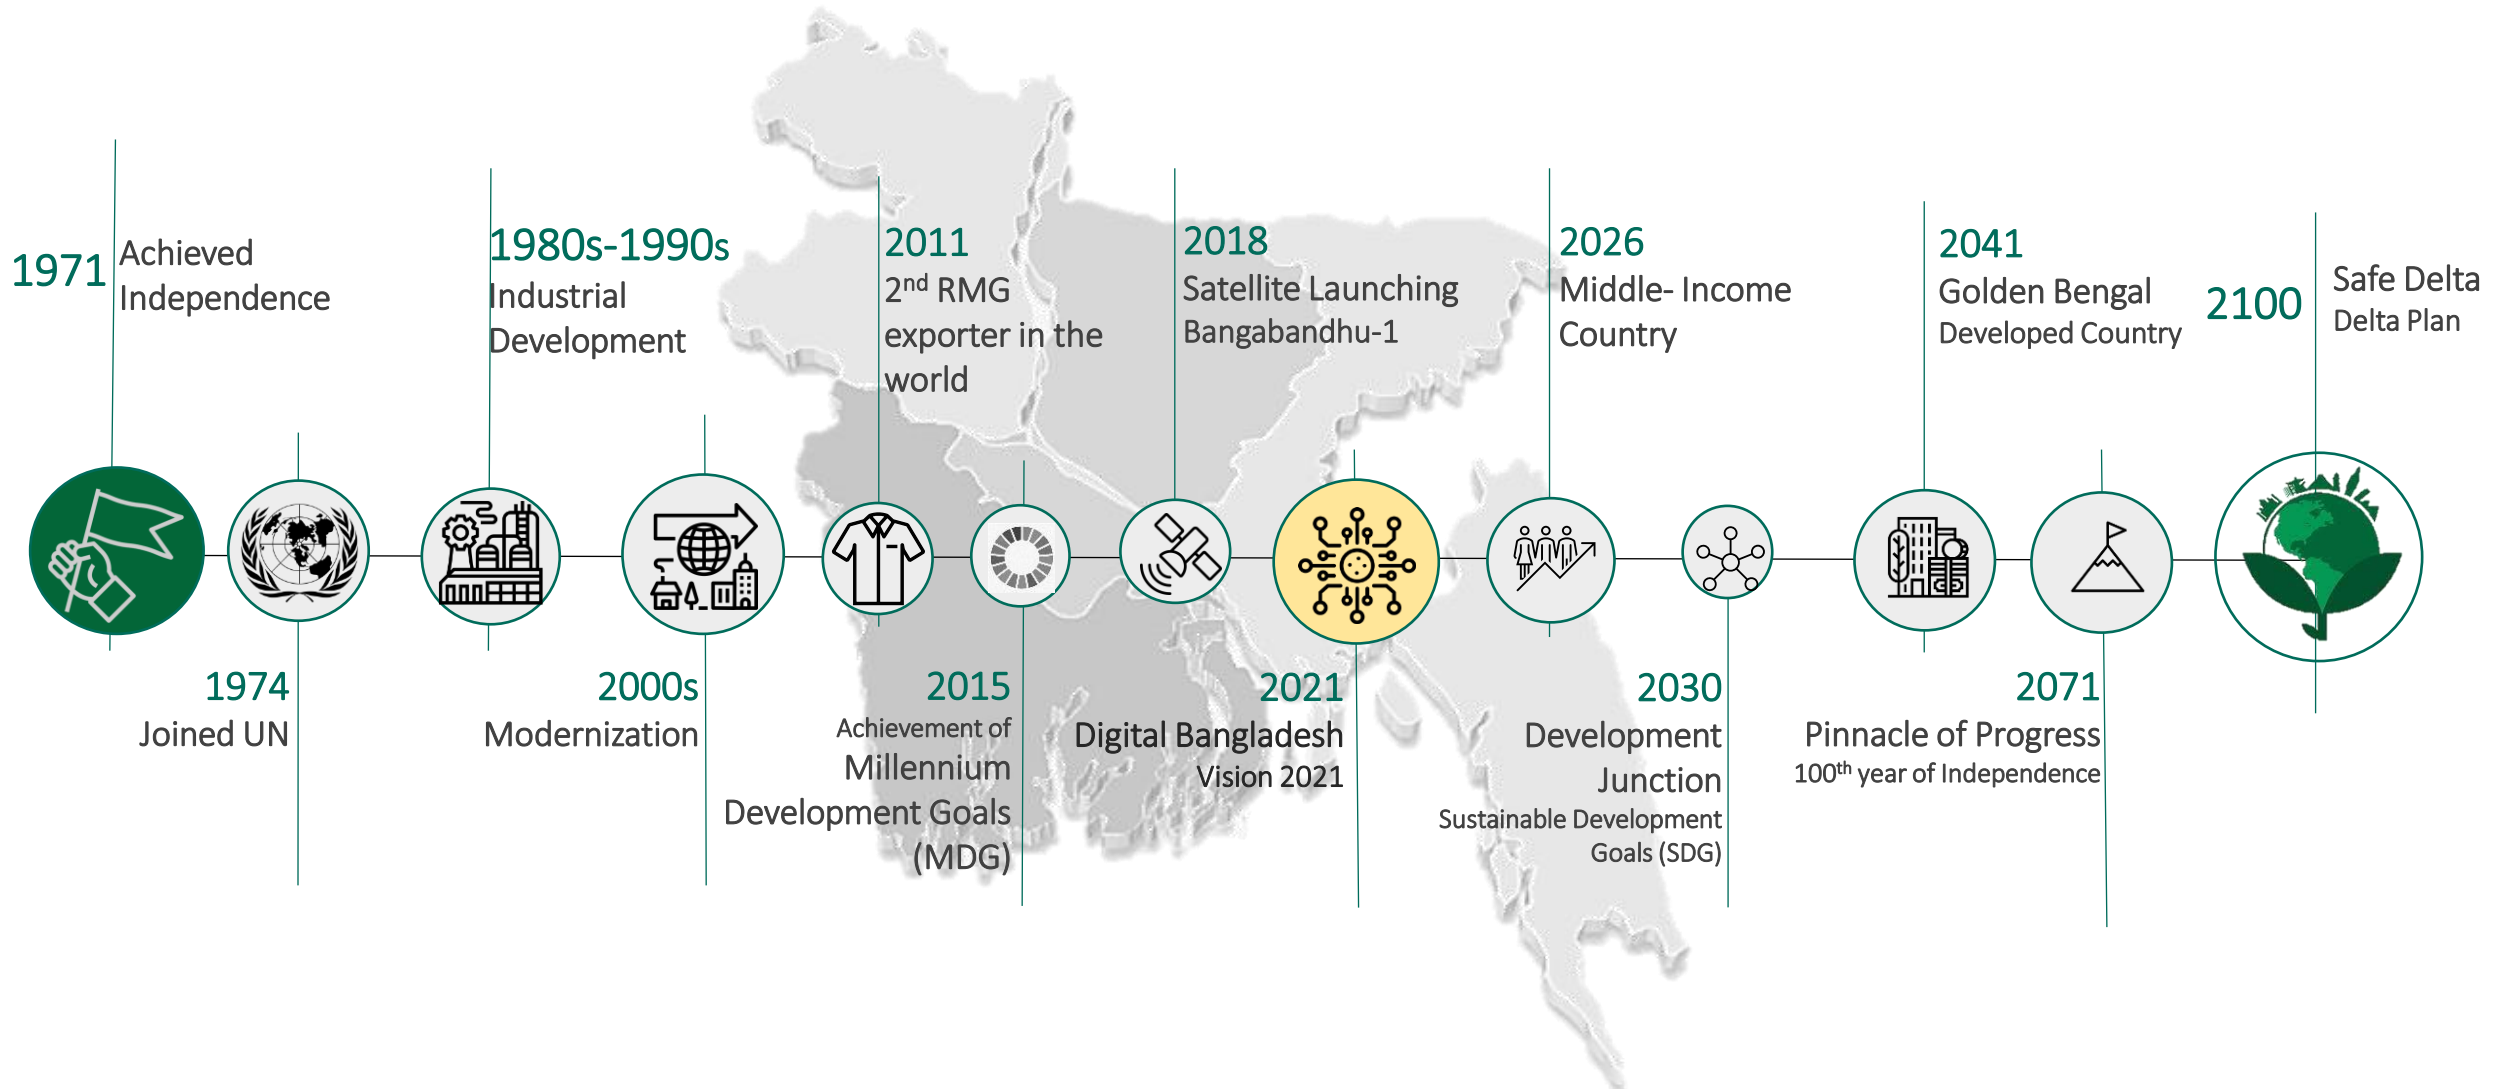 1971
Achieved
Independence
1974
Joined UN
1980s-1990s
Industrial
Development
2000s
Modernization
2011
2nd RMG
exporter in the
world
2015
Achievement of
Millennium
Development Goals
(MDG)
2018
Satellite Launching
Bangabandhu-1
2021
Digital Bangladesh
Vision 2021
2026
Middle- Income
Country
2030
Development
Junction
Sustainable Development
Goals (SDG)
2041
Golden Bengal
Developed Country
2071
Pinnacle of Progress
100th year of Independence
2100
Safe Delta
Delta Plan